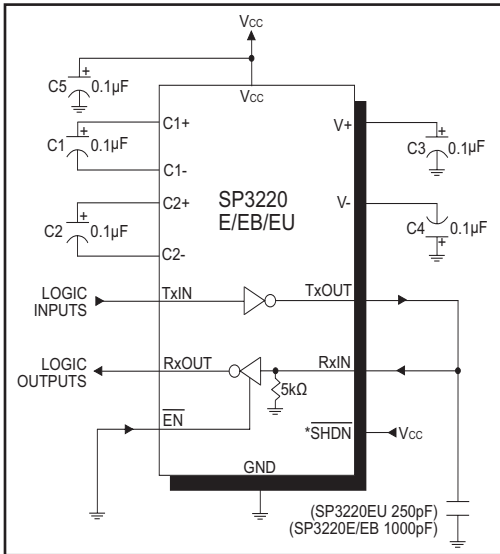 VCC
C5 + 0.1µF
VCC
C1 + 0.1µF
C1+
C1-
C2 + 0.1µF
C2+
C2-
V+
C3 + 0.1µF
V-
C4 + 0.1µF
SP3220
E/EB/EU
LOGIC
INPUTS
TxIN
TxOUT
LOGIC
OUTPUTS
RxOUT
RxIN
5kΩ
EN
*SHDN
VCC
GND
(SP3220EU 250pF)
(SP3220E/EB 1000pF)